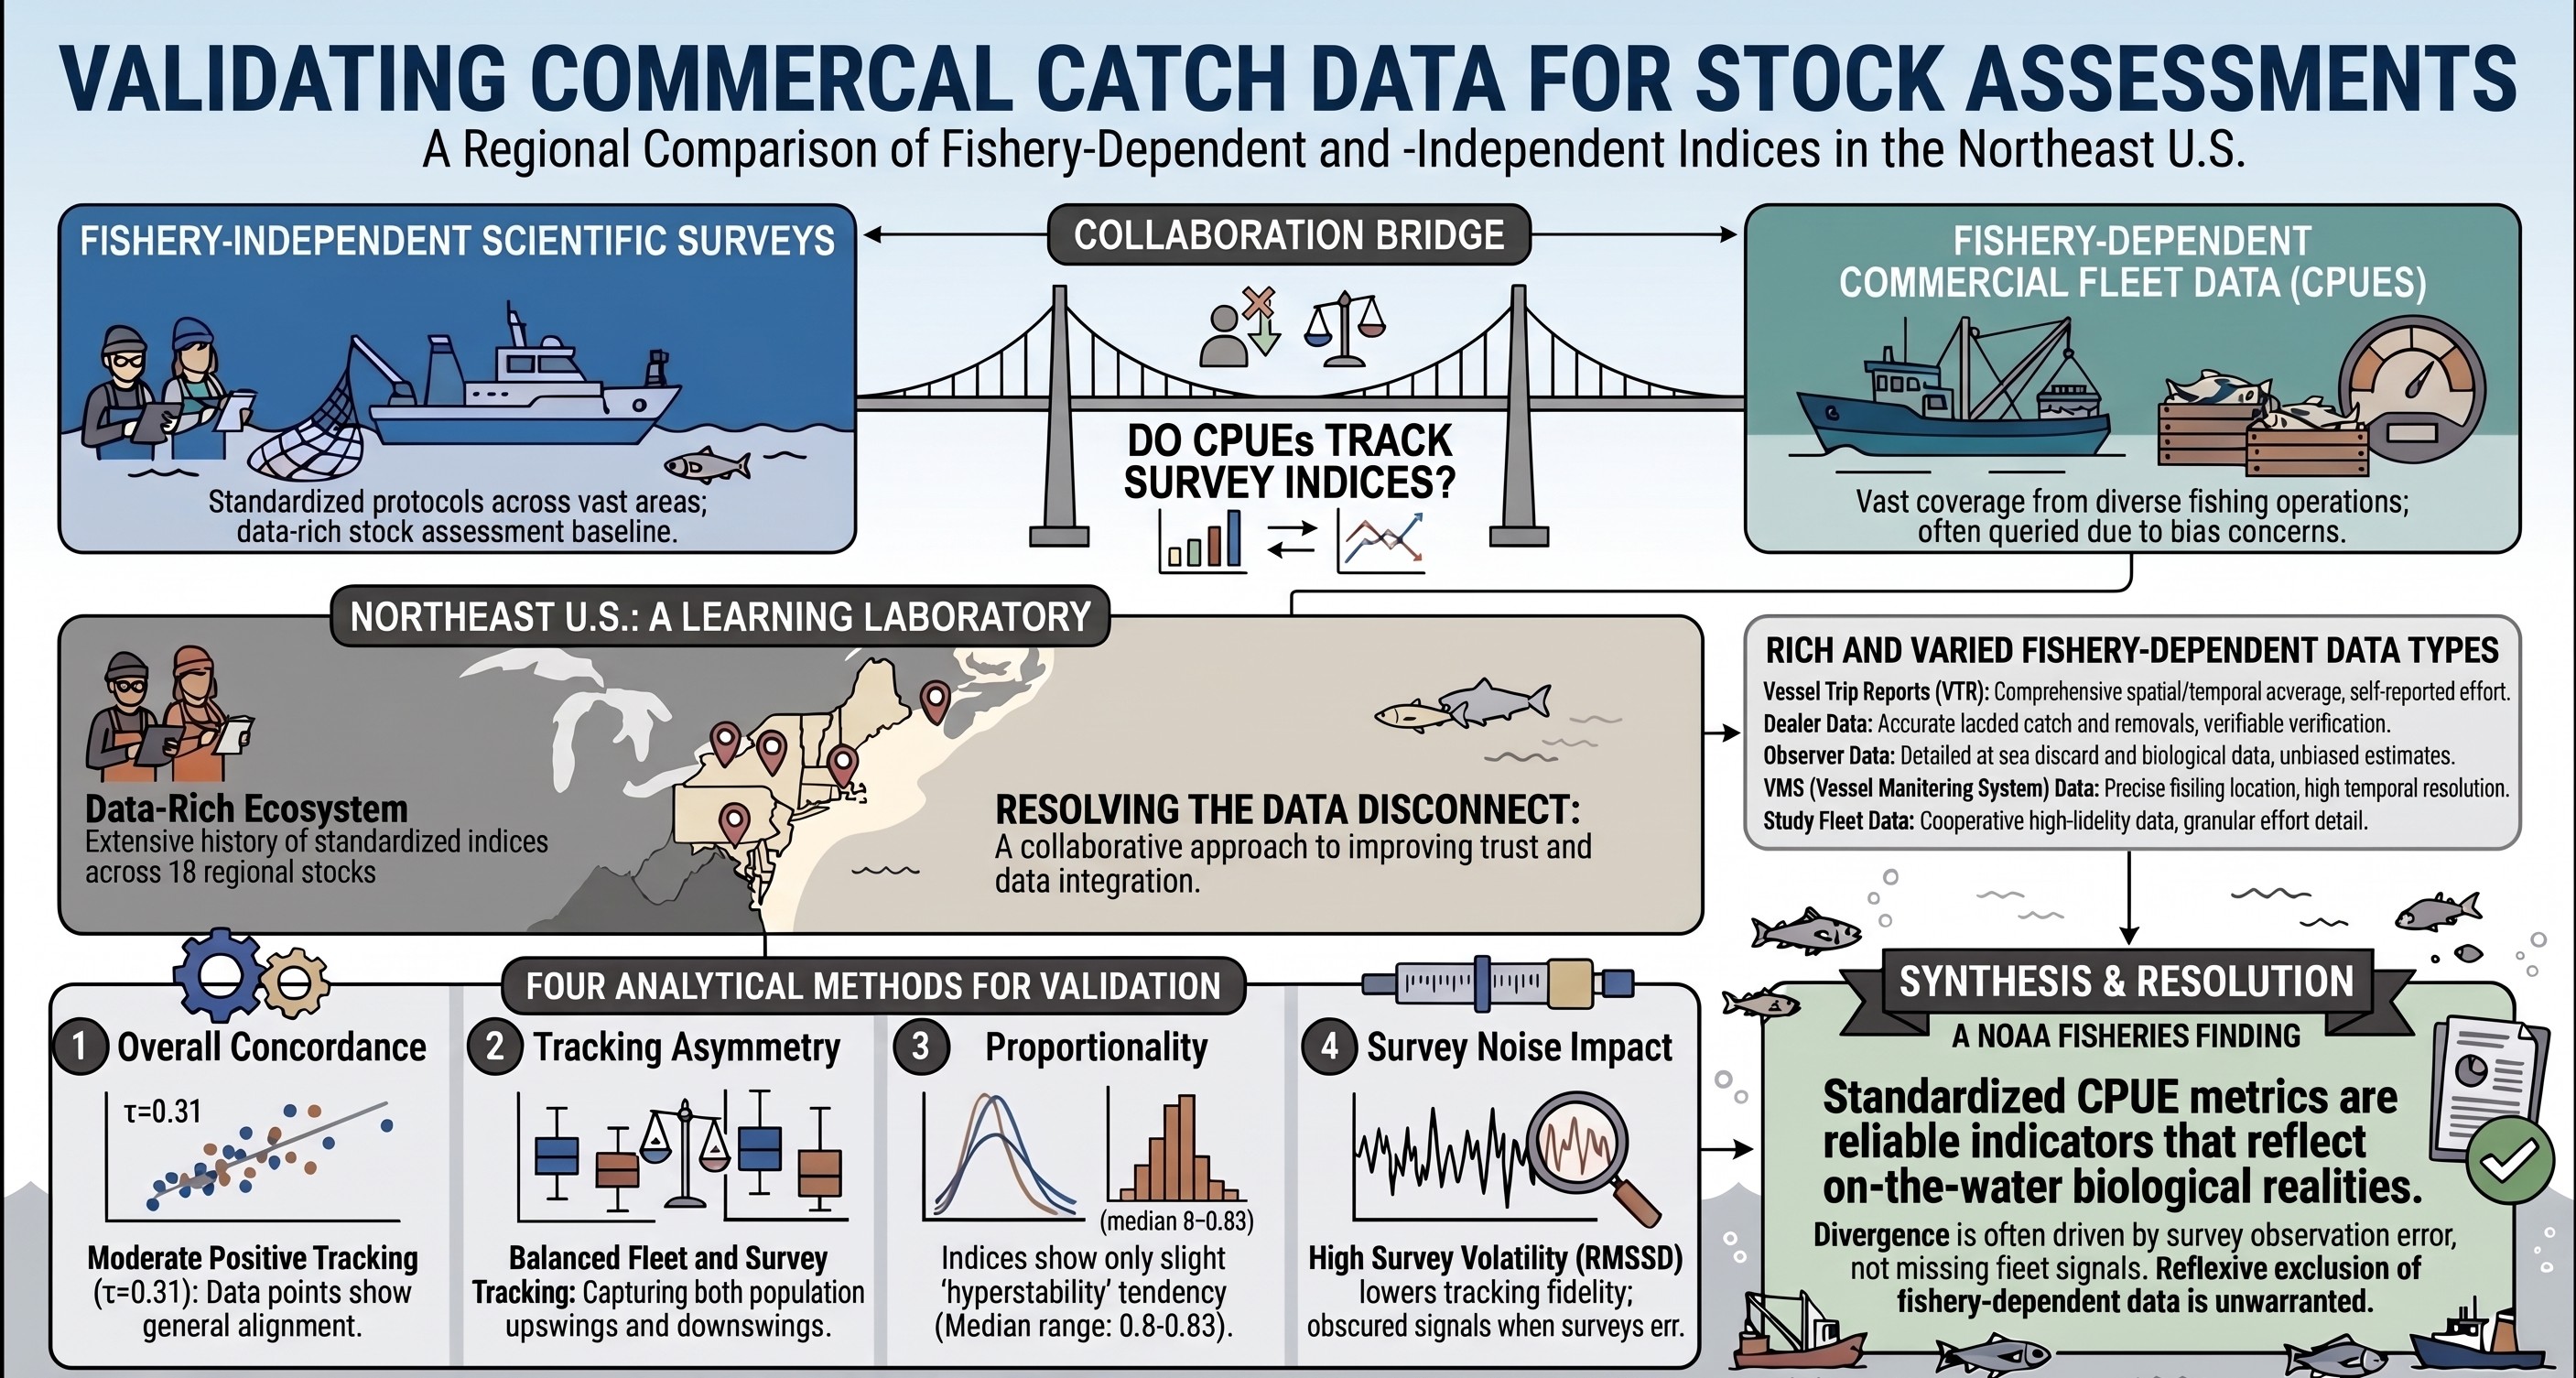 VALIDATING COMMERCAL CATCH DATA FOR STOCK ASSESSMENTS
A Regional Comparison of Fishery-Dependent and -Independent Indices in the Northeast U.S.
FISHERY-INDEPENDENT SCIENTIFIC SURVEYS
Standardized protocols across vast areas;
data-rich stock assessment baseline.
COLLABORATION BRIDGE
DO CPUEs TRACK
SURVEY INDICES?
FISHERY-DEPENDENT
COMMERCIAL FLEET DATA (CPUES)
Vast coverage from diverse fishing operations;
often queried due to bias concerns.
NORTHEAST U.S.: A LEARNING LABORATORY
Data-Rich Ecosystem
Extensive history of standardized indices
across 18 regional stocks
RESOLVING THE DATA DISCONNECT:
A collaborative approach to improving trust and
data integration.
RICH AND VARIED FISHERY-DEPENDENT DATA TYPES
Vessel Trip Reports (VTR): Comprehensive spatial/temporal acverage, self-reported effort.
Dealer Data: Accurate lacded catch and removals, verifiable verification.
Observer Data: Detailed at sea discard and biological data, unbiased estimates.
VMS (Vessel Manitering System) Data: Precise fisiling location, high temporal resolution.
Study Fleet Data: Cooperative high-lidelity data, granular effort detail.
FOUR ANALYTICAL METHODS FOR VALIDATION
1 Overall Concordance
τ=0.31
Moderate Positive Tracking
(τ=0.31): Data points show
general alignment.
2 Tracking Asymmetry
Balanced Fleet and Survey
Tracking: Capturing both population
upswings and downswings.
3 Proportionality
(median 8–0.83)
Indices show only slight
‘hyperstability’ tendency
(Median range: 0.8-0.83).
4 Survey Noise Impact
High Survey Volatility (RMSSD)
lowers tracking fidelity;
obscured signals when surveys err.
SYNTHESIS & RESOLUTION
A NOAA FISHERIES FINDING
Standardized CPUE metrics are
reliable indicators that reflect
on-the-water biological realities.
Divergence is often driven by survey observation error,
not missing fleet signals. Reflexive exclusion of
fishery-dependent data is unwarranted.